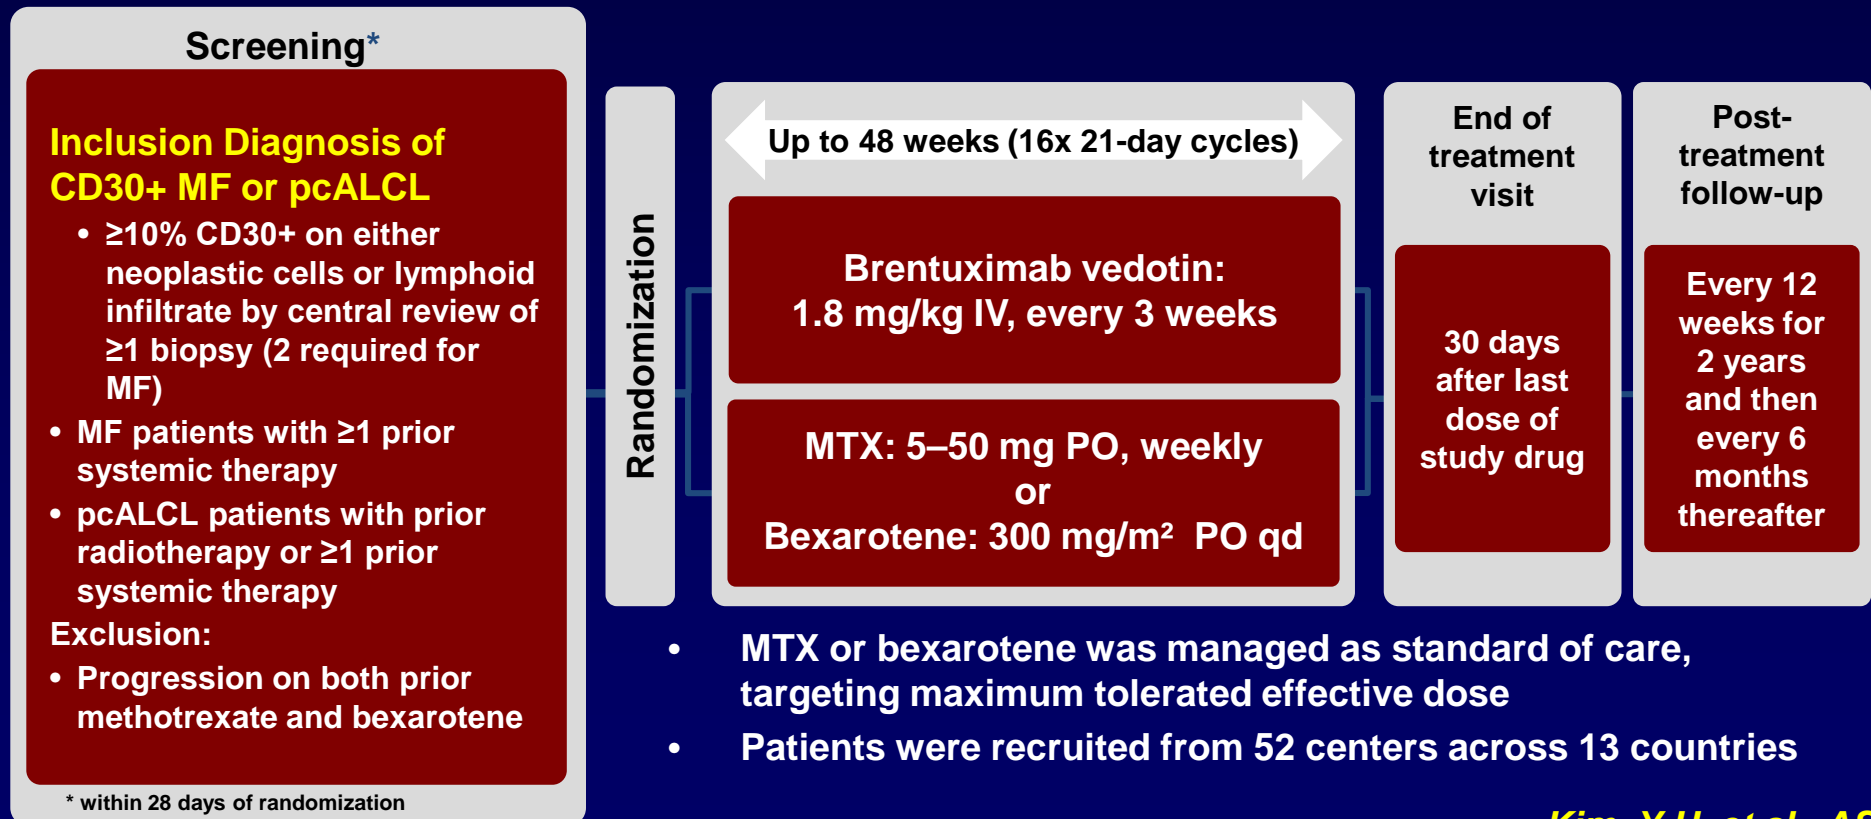 Screening*
Inclusion Diagnosis of
CD30+ MF or pcALCL
• ≥10% CD30+ on either
neoplastic cells or lymphoid
infiltrate by central review of
≥1 biopsy (2 required for
MF)
• MF patients with ≥1 prior
systemic therapy
• pcALCL patients with prior
radiotherapy or ≥1 prior
systemic therapy
Exclusion:
• Progression on both prior
methotrexate and bexarotene
* within 28 days of randomization
Randomization
Up to 48 weeks (16x 21-day cycles)
Brentuximab vedotin:
1.8 mg/kg IV, every 3 weeks
MTX: 5–50 mg PO, weekly
or
Bexarotene: 300 mg/m² PO qd
End of
treatment
visit
30 days
after last
dose of
study drug
Post-
treatment
follow-up
Every 12
weeks for
2 years
and then
every 6
months
thereafter
• MTX or bexarotene was managed as standard of care,
targeting maximum tolerated effective dose
• Patients were recruited from 52 centers across 13 countries